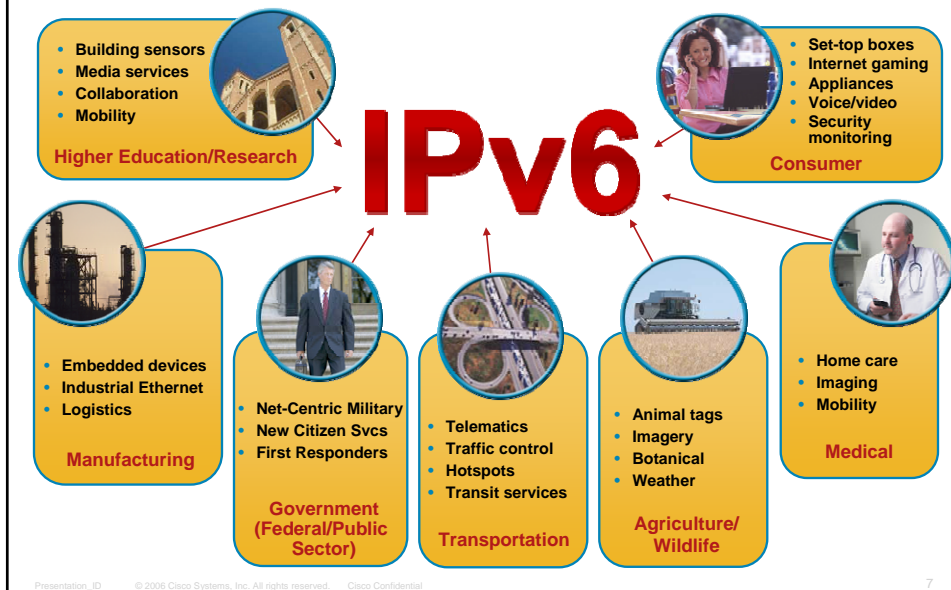 • Building sensors
• Media services
• Collaboration
• Mobility
Higher Education/Research
IPv6
• Set-top boxes
• Internet gaming
• Appliances
• Voice/video
• Security
monitoring
Consumer
• Embedded devices
• Industrial Ethernet
• Logistics
Manufacturing
• Net-Centric Military
• New Citizen Svcs
• First Responders
Government
(Federal/Public
Sector)
• Telematics
• Traffic control
• Hotspots
• Transit services
Transportation
• Animal tags
• Imagery
• Botanical
• Weather
Agriculture/
Wildlife
• Home care
• Imaging
• Mobility
Medical
Presentation_ID © 2006 Cisco Systems, Inc. All rights reserved. Cisco Confidential 7